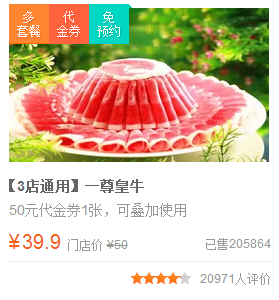 多
套餐
代
金券
免
预约
【3店通用】一尊皇牛
50元代金券1张，可叠加使用
¥39.9 门店价 ¥50 已售205864
20971人评价